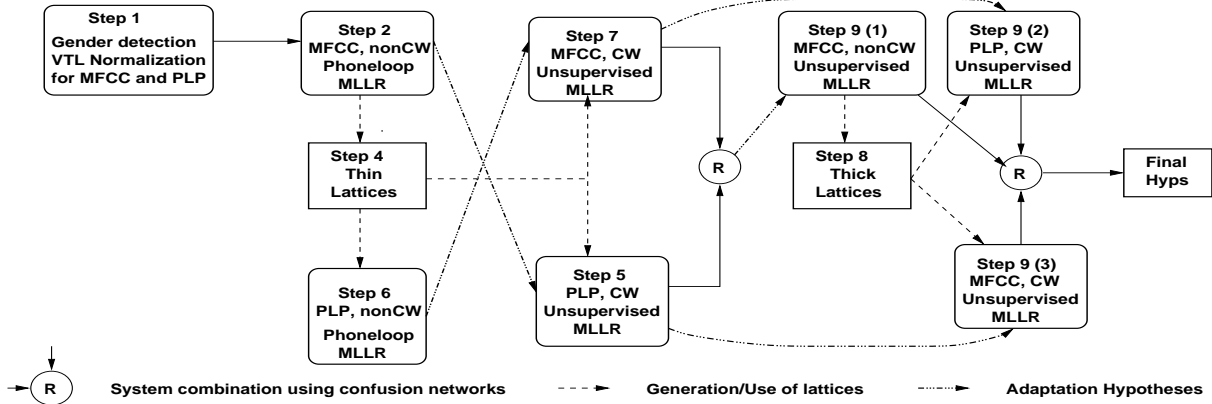 Step 1
Gender detection
VTL Normalization
for MFCC and PLP
Step 2
MFCC, nonCW
Phoneloop
MLLR
Step 7
MFCC, CW
Unsupervised
MLLR
Step 9 (1)
MFCC, nonCW
Unsupervised
MLLR
Step 9 (2)
PLP, CW
Unsupervised
MLLR
Step 4
Thin
Lattices
R
Step 8
Thick
Lattices
R
Final
Hyps
Step 6
PLP, nonCW
Phoneloop
MLLR
Step 5
PLP, CW
Unsupervised
MLLR
Step 9 (3)
MFCC, CW
Unsupervised
MLLR
R
System combination using confusion networks
Generation/Use of lattices
Adaptation Hypotheses